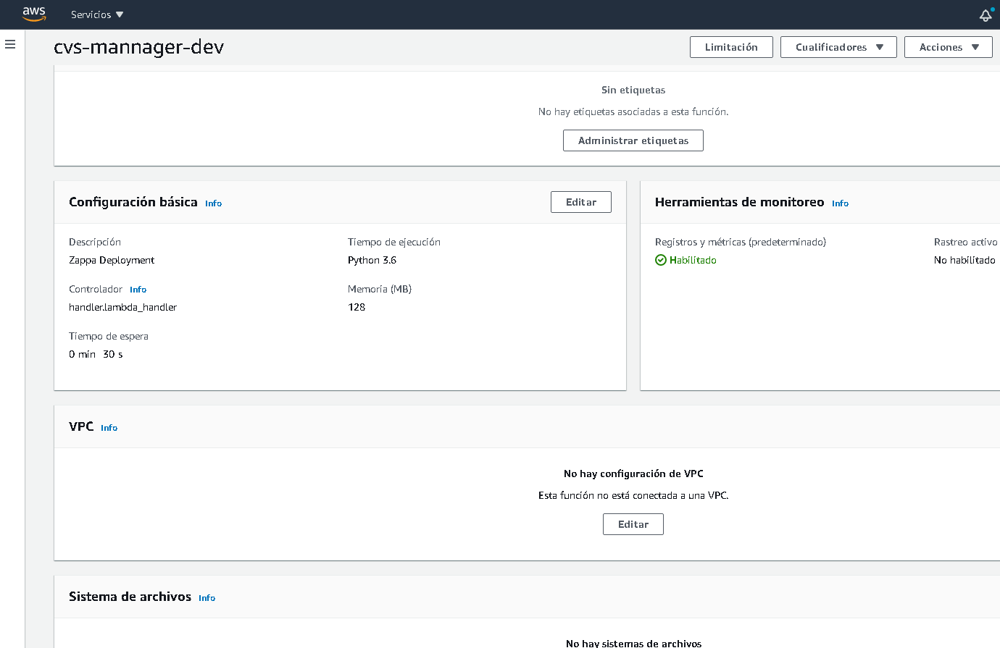 aws
Servicios
cvs-mannager-dev
Limitación
Cualificadores
Acciones
Sin etiquetas
No hay etiquetas asociadas a esta función.
Administrar etiquetas
Configuración básica Info
Editar
Descripción
Zappa Deployment
Tiempo de ejecución
Python 3.6
Controlador Info
handler.lambda_handler
Memoria (MB)
128
Tiempo de espera
0 min 30 s
Herramientas de monitoreo Info
Registros y métricas (predeterminado)
Habilitado
Rastreo activo
No habilitado
VPC Info
No hay configuración de VPC
Esta función no está conectada a una VPC.
Editar
Sistema de archivos Info
No hay sistemas de archivos